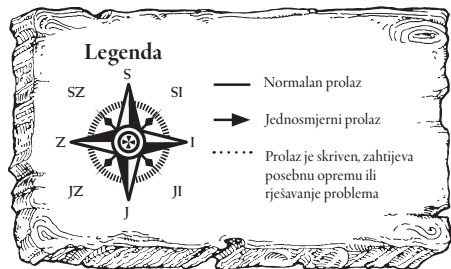 Legenda
S
SZ
SI
Z
I
JZ
JI
J
Normalan prolaz
Jednosmjerni prolaz
Prolaz je skriven, zahtijeva
posebnu opremu ili
rješavanje problema